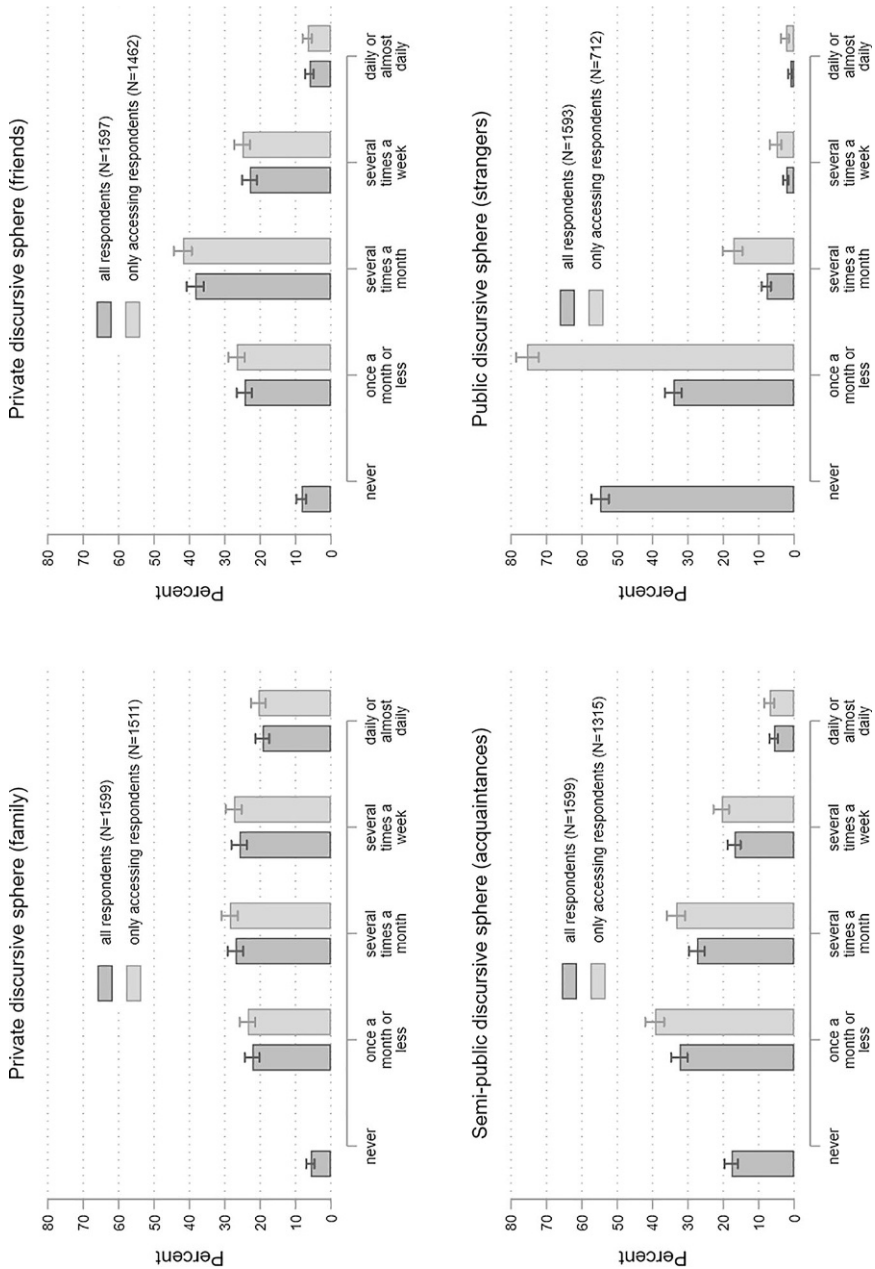 Private discursive sphere (family)
all respondents (N=1599)
only accessing respondents (N=1511)
Percent
80
70
60
50
40
30
20
10
0
never
once a
month or
less
several
times a
month
several
times a
week
daily or
almost
daily
Private discursive sphere (friends)
all respondents (N=1597)
only accessing respondents (N=1462)
Percent
80
70
60
50
40
30
20
10
0
never
once a
month or
less
several
times a
month
several
times a
week
daily or
almost
daily
Semi-public discursive sphere (acquaintances)
all respondents (N=1599)
only accessing respondents (N=1315)
Percent
80
70
60
50
40
30
20
10
0
never
once a
month or
less
several
times a
month
several
times a
week
daily or
almost
daily
Public discursive sphere (strangers)
all respondents (N=1593)
only accessing respondents (N=712)
Percent
80
70
60
50
40
30
20
10
0
never
once a
month or
less
several
times a
month
several
times a
week
daily or
almost
daily